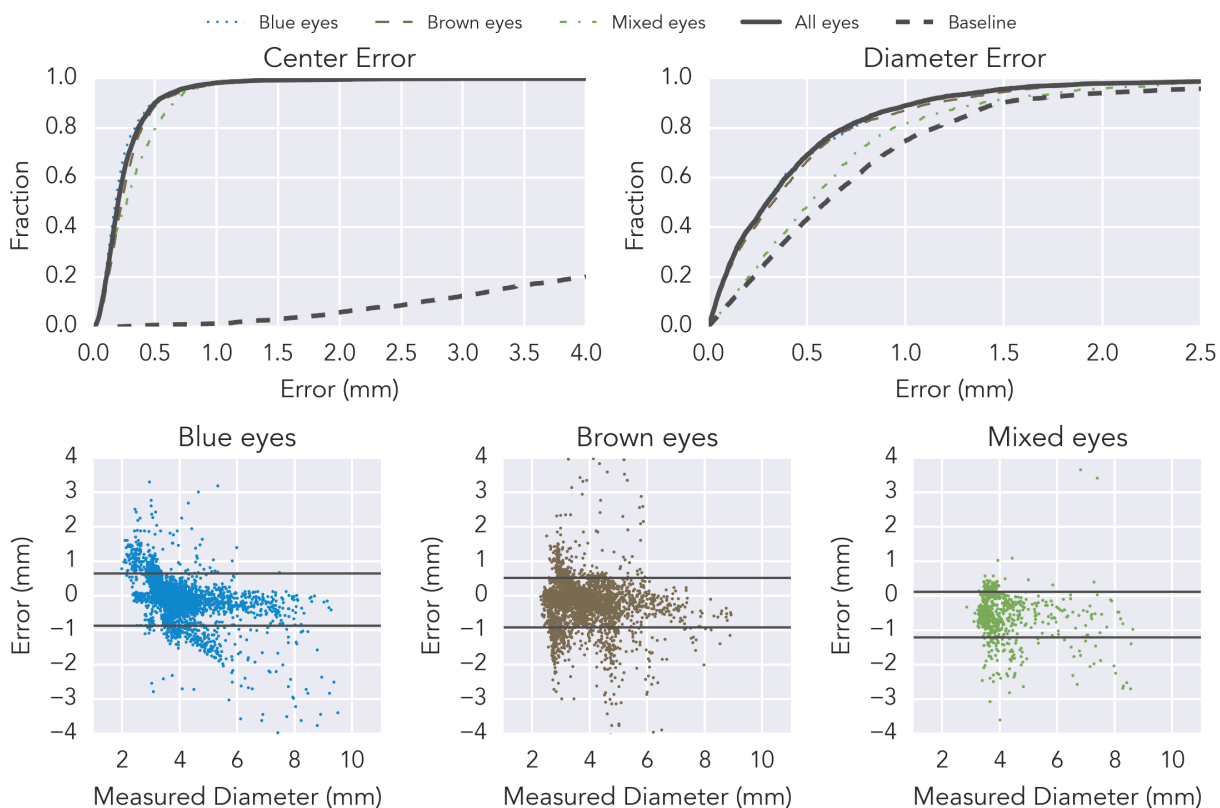 Blue eyes Brown eyes Mixed eyes All eyes Baseline
Center Error
1.0
0.8
0.6
0.4
0.2
0.0
Fraction
0.0 0.5 1.0 1.5 2.0 2.5 3.0 3.5 4.0
Error (mm)
Diameter Error
1.0
0.8
0.6
0.4
0.2
0.0
Fraction
0.0 0.5 1.0 1.5 2.0 2.5
Error (mm)
Blue eyes
4
3
2
1
0
−1
−2
−3
−4
Error (mm)
2 4 6 8 10
Measured Diameter (mm)
Brown eyes
4
3
2
1
0
−1
−2
−3
−4
Error (mm)
2 4 6 8 10
Measured Diameter (mm)
Mixed eyes
4
3
2
1
0
−1
−2
−3
−4
Error (mm)
2 4 6 8 10
Measured Diameter (mm)